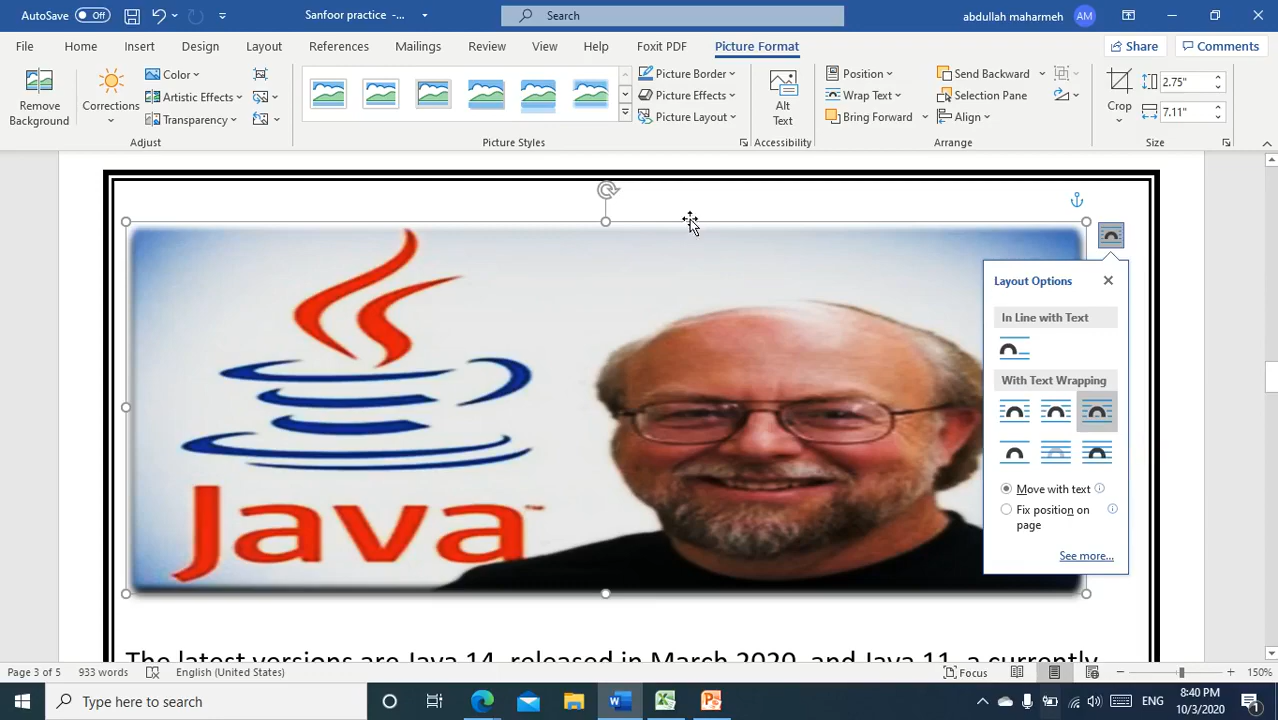 AutoSave Off Sanfoor practice -... Search abdullah maharmeh AM
File Home Insert Design Layout References Mailings Review View Help Foxit PDF Picture Format Share Comments
Remove Background
Corrections
Color
Artistic Effects
Transparency
Adjust
Picture Border
Picture Effects
Picture Layout
Picture Styles
Alt Text
Accessibility
Position
Wrap Text
Bring Forward
Send Backward
Selection Pane
Align
Arrange
Crop
2.75"
7.11"
Size
Java™
Layout Options
In Line with Text
With Text Wrapping
Move with text
Fix position on
page
See more...
The latest versions are Java 14, released in March 2020, and Java 11, a currently
Page 3 of 5 933 words English (United States) Focus 150%
Type here to search
ENG
8:40 PM
10/3/2020
1